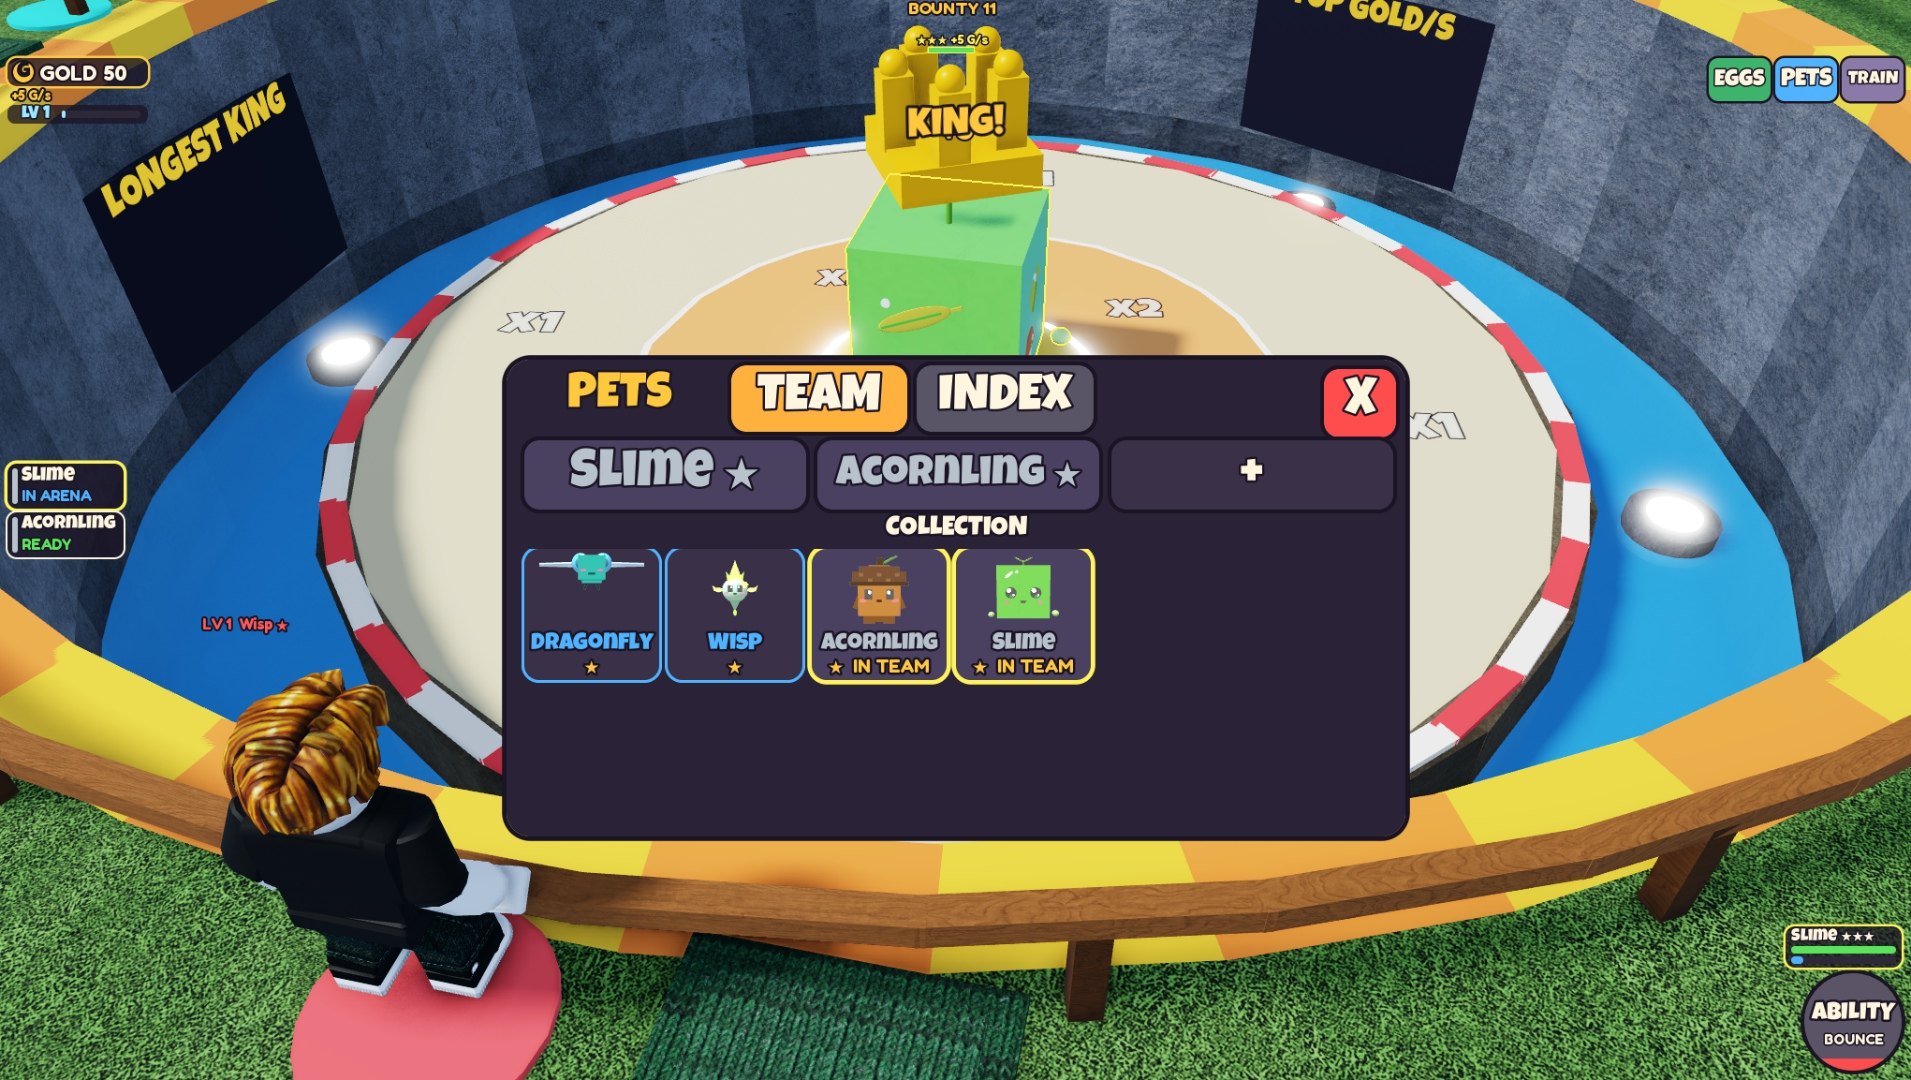 BOUNTY 11
★★★ +5 G/s
KING!
TOP GOLD/S
GOLD 50
+5 G/s
LV 1
LONGEST KING
EGGS
PETS
TRAIN
X1
X2
X1
PETS
TEAM
INDEX
X
SLIME ★
ACORNLING ★
+
COLLECTION
DRAGONFLY
★
WISP
★
ACORNLING
★ IN TEAM
SLIME
★ IN TEAM
SLIME
IN ARENA
ACORNLING
READY
LV1 Wisp ★
SLIME ★★★
ABILITY
BOUNCE